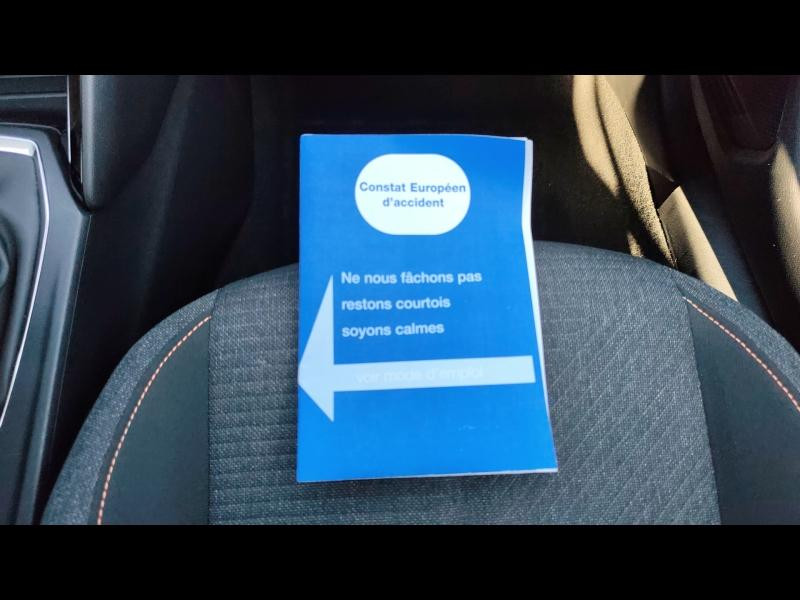 Constat Européen
d'accident
Ne nous fâchons pas
restons courtois
soyons calmes
voir mode d'emploi